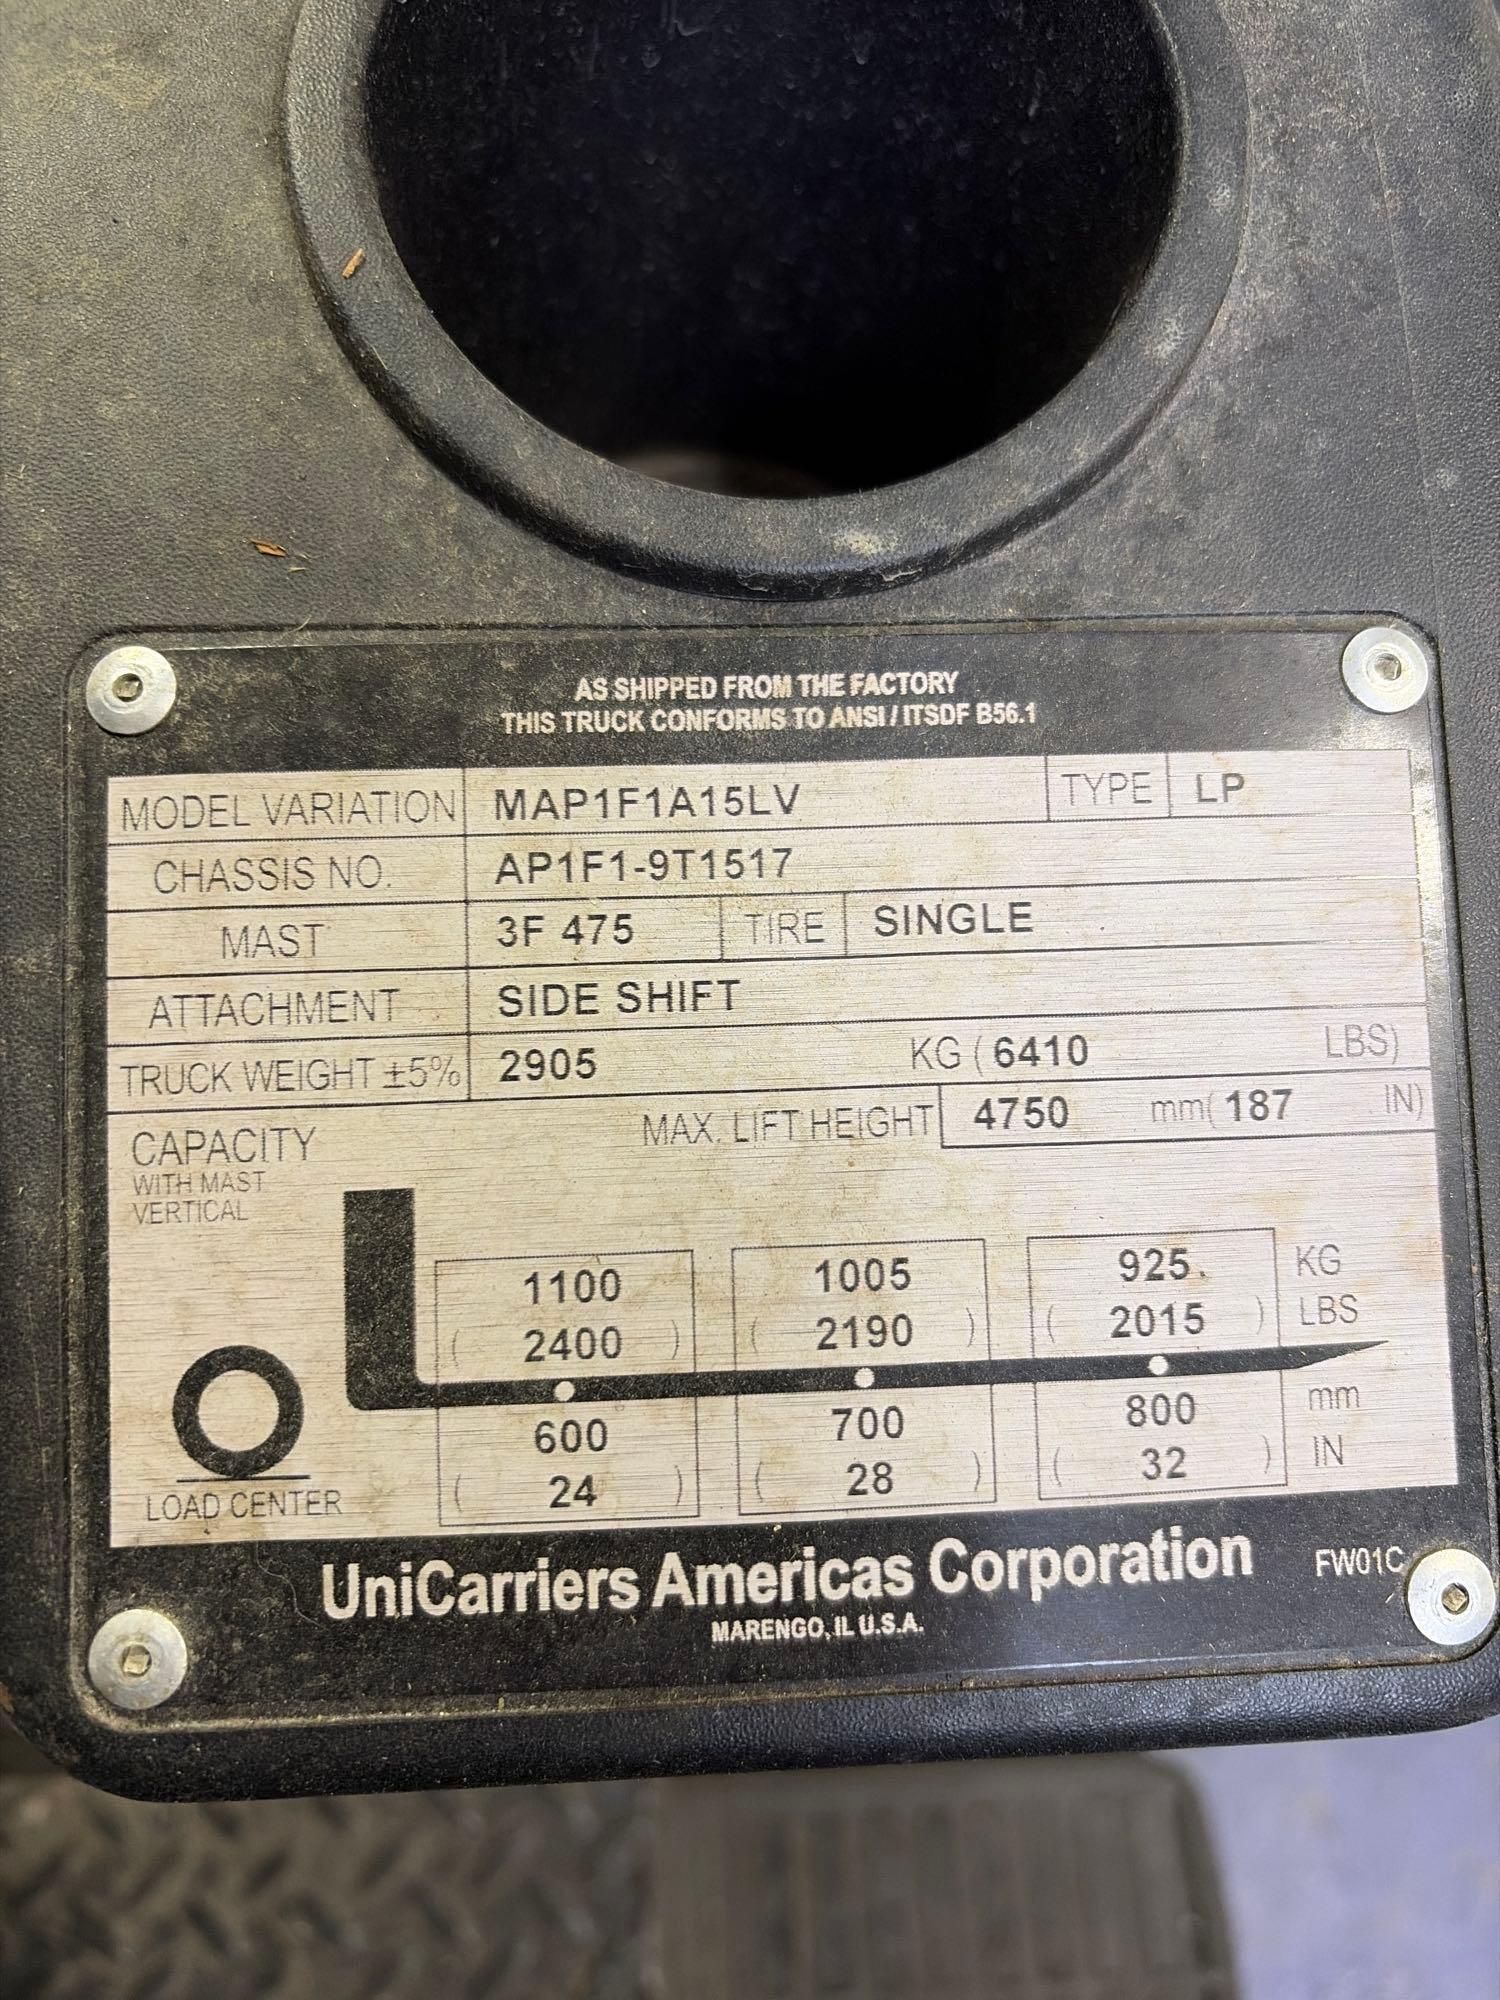 AS SHIPPED FROM THE FACTORY
THIS TRUCK CONFORMS TO ANSI / ITSDF B56.1
MODEL VARIATION MAP1F1A15LV TYPE LP
CHASSIS NO. AP1F1-9T1517
MAST 3F 475 TIRE SINGLE
ATTACHMENT SIDE SHIFT
TRUCK WEIGHT ±5% 2905 KG ( 6410 LBS)
MAX. LIFT HEIGHT 4750 mm( 187 IN)
CAPACITY
WITH MAST
VERTICAL
1100 1005 925. KG
( 2400 ) ( 2190 ) ( 2015 ) LBS
600 700 800 mm
( 24 ) ( 28 ) ( 32 ) IN
LOAD CENTER
UniCarriers Americas Corporation FW01C
MARENGO, IL U.S.A.